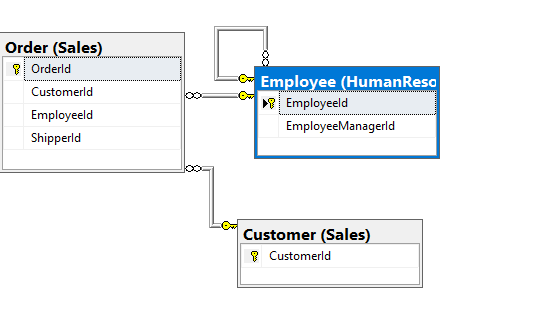 Order (Sales)
OrderId
CustomerId
EmployeeId
ShipperId
Employee (HumanReso
EmployeeId
EmployeeManagerId
Customer (Sales)
CustomerId